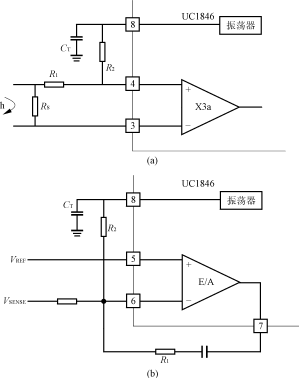 8
UC1846
振荡器
CT
R2
R1
4
+
X3a
h
RS
3
−
(a)
8
UC1846
振荡器
CT
R2
VREF
5
+
E/A
VSENSE
6
−
7
R1
(b)